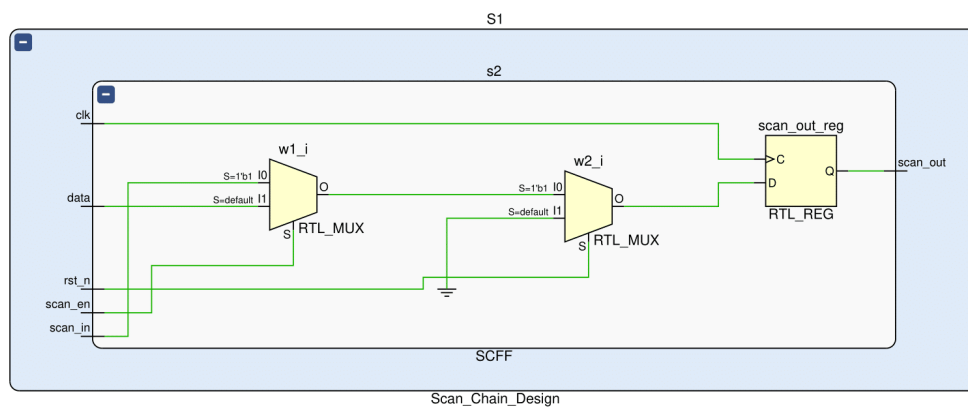 S1
s2
clk
scan_out_reg
C
D
Q
RTL_REG
scan_out
w1_i
S=1'b1 I0
S=default I1
O
S
RTL_MUX
w2_i
S=1'b1 I0
S=default I1
O
S
RTL_MUX
data
rst_n
scan_en
scan_in
SCFF
Scan_Chain_Design